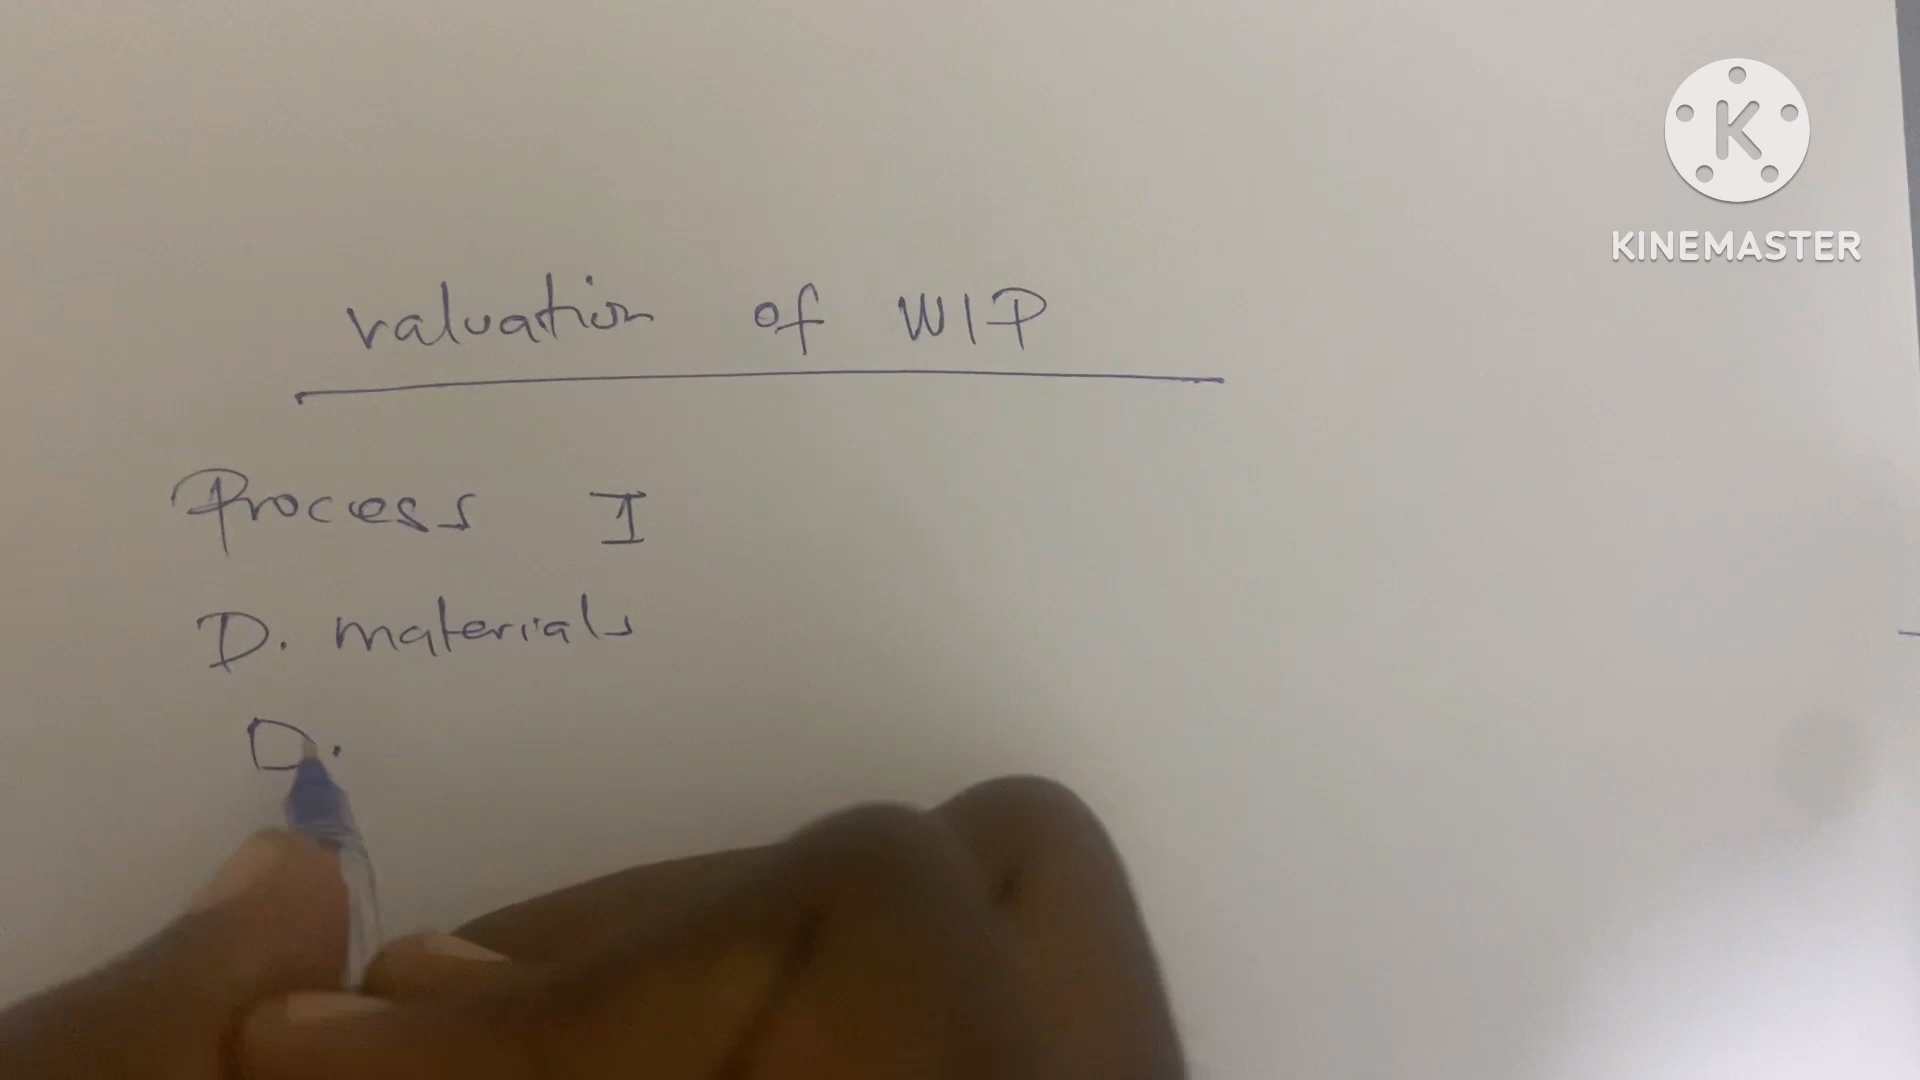 KINEMASTER
valuation of WIP
Process I
D. materials
D.